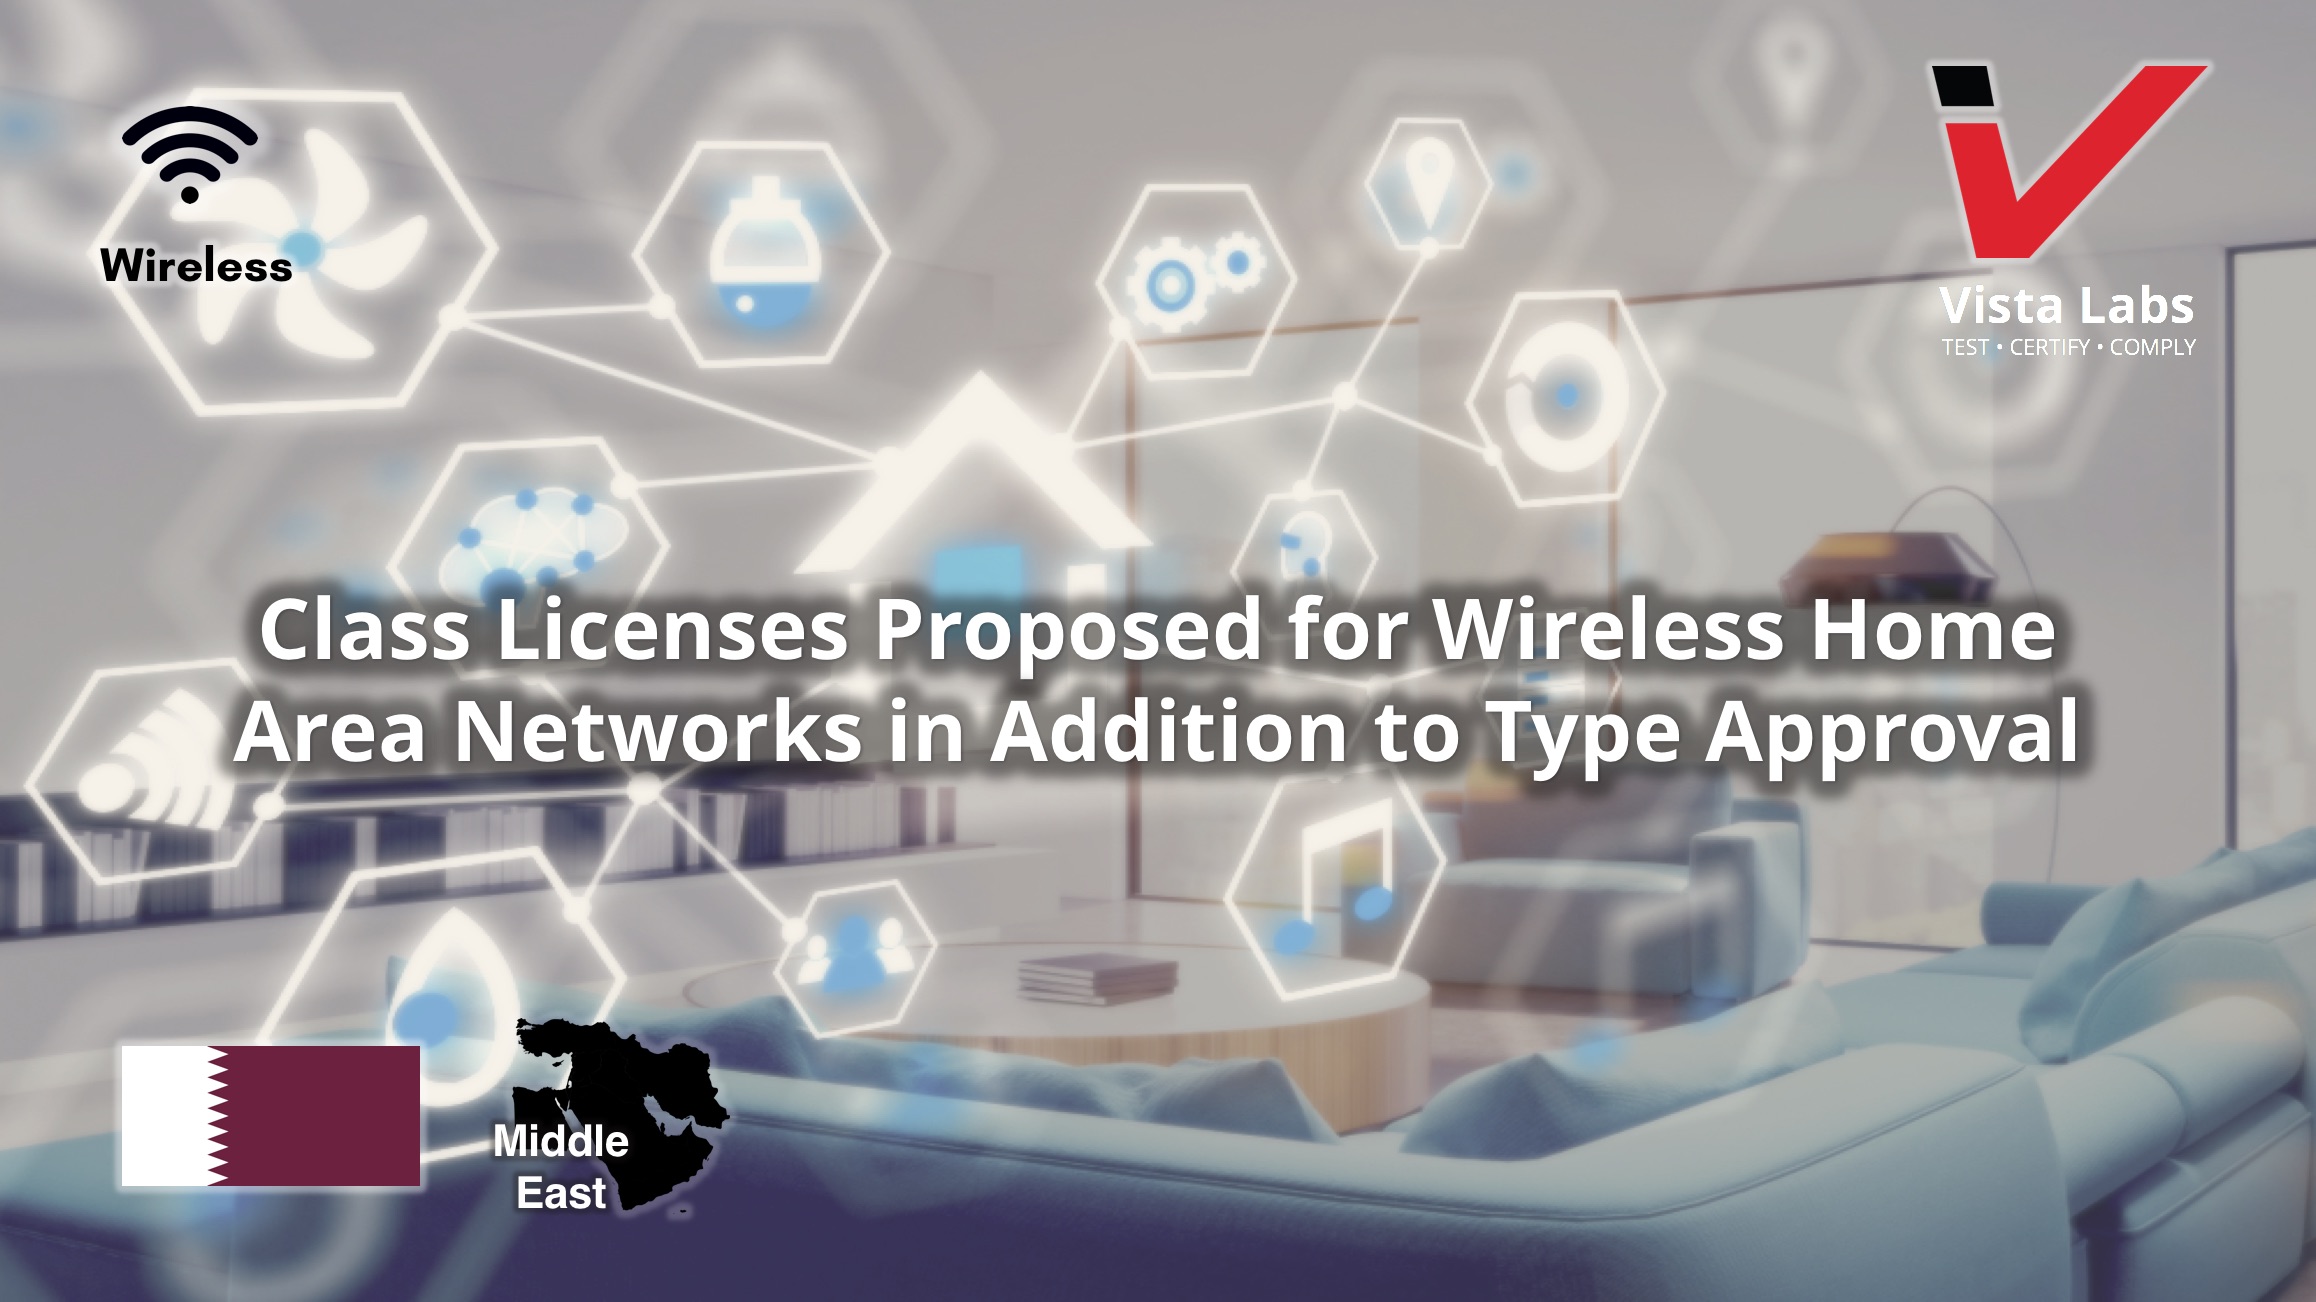 Wireless
Vista Labs
TEST • CERTIFY • COMPLY
Class Licenses Proposed for Wireless Home
Area Networks in Addition to Type Approval
Middle
East